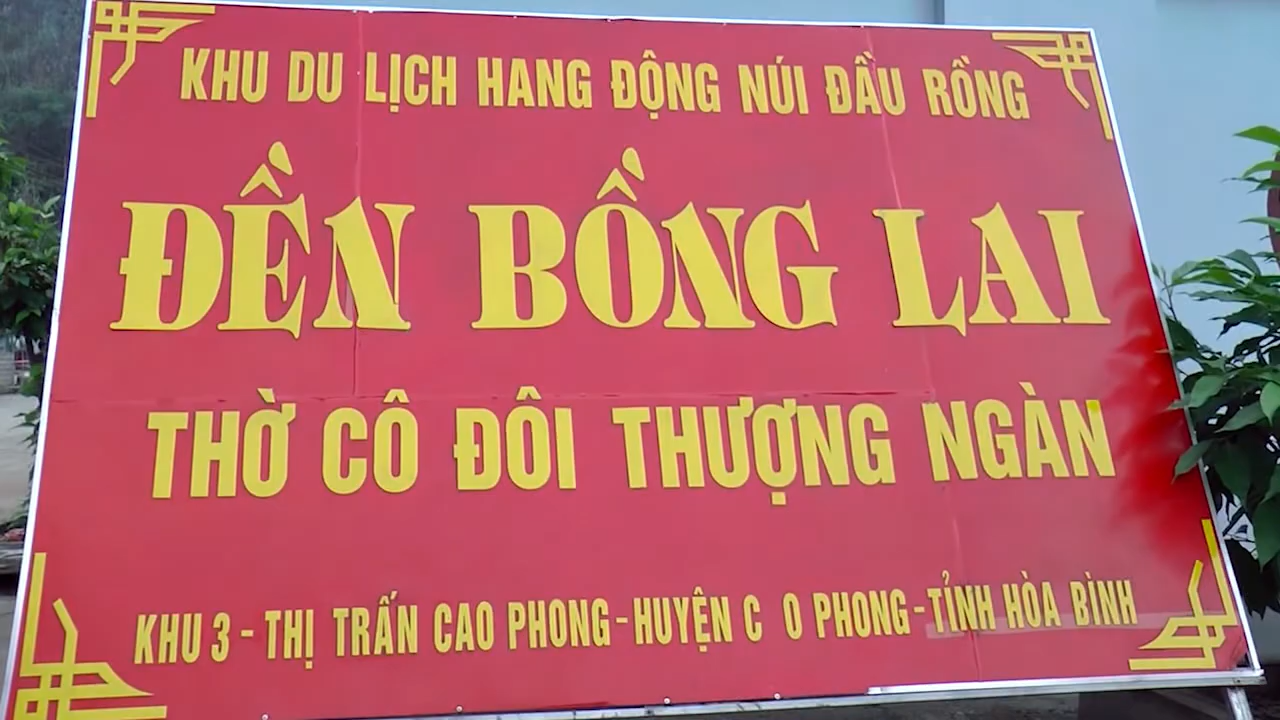 KHU DU LỊCH HANG ĐỘNG NÚI ĐẦU RỒNG
ĐỀN BỒNG LAI
THỜ CÔ ĐÔI THƯỢNG NGÀN
KHU 3 - THỊ TRẤN CAO PHONG - HUYỆN C O PHONG - TỈNH HÒA BÌNH